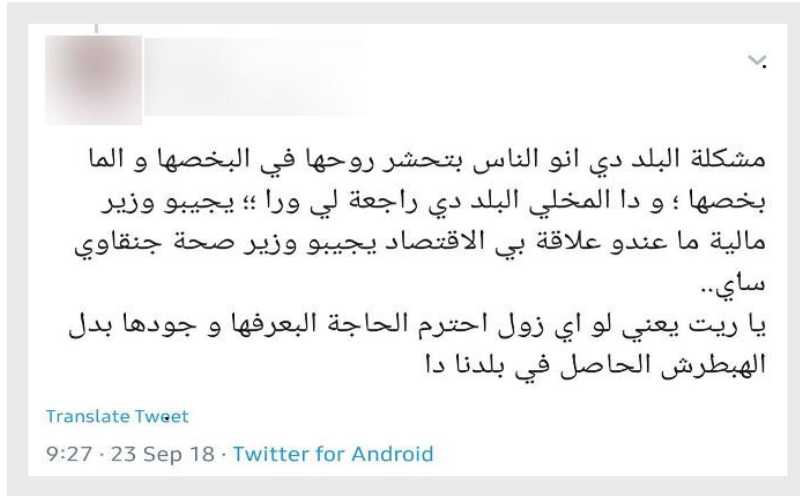 مشكلة البلد دي انو الناس بتحشر روحها في البخصها و الما
بخصها ؛ و دا المخلي البلد دي راجعة لي ورا ؛؛ يجيبو وزير
مالية ما عندو علاقة بي الاقتصاد يجيبو وزير صحة جنقاوي
ساي..
يا ريت يعني لو اي زول احترم الحاجة البعرفها و جودها بدل
الهبطرش الحاصل في بلدنا دا
Translate Tweet
9:27 · 23 Sep 18 · Twitter for Android